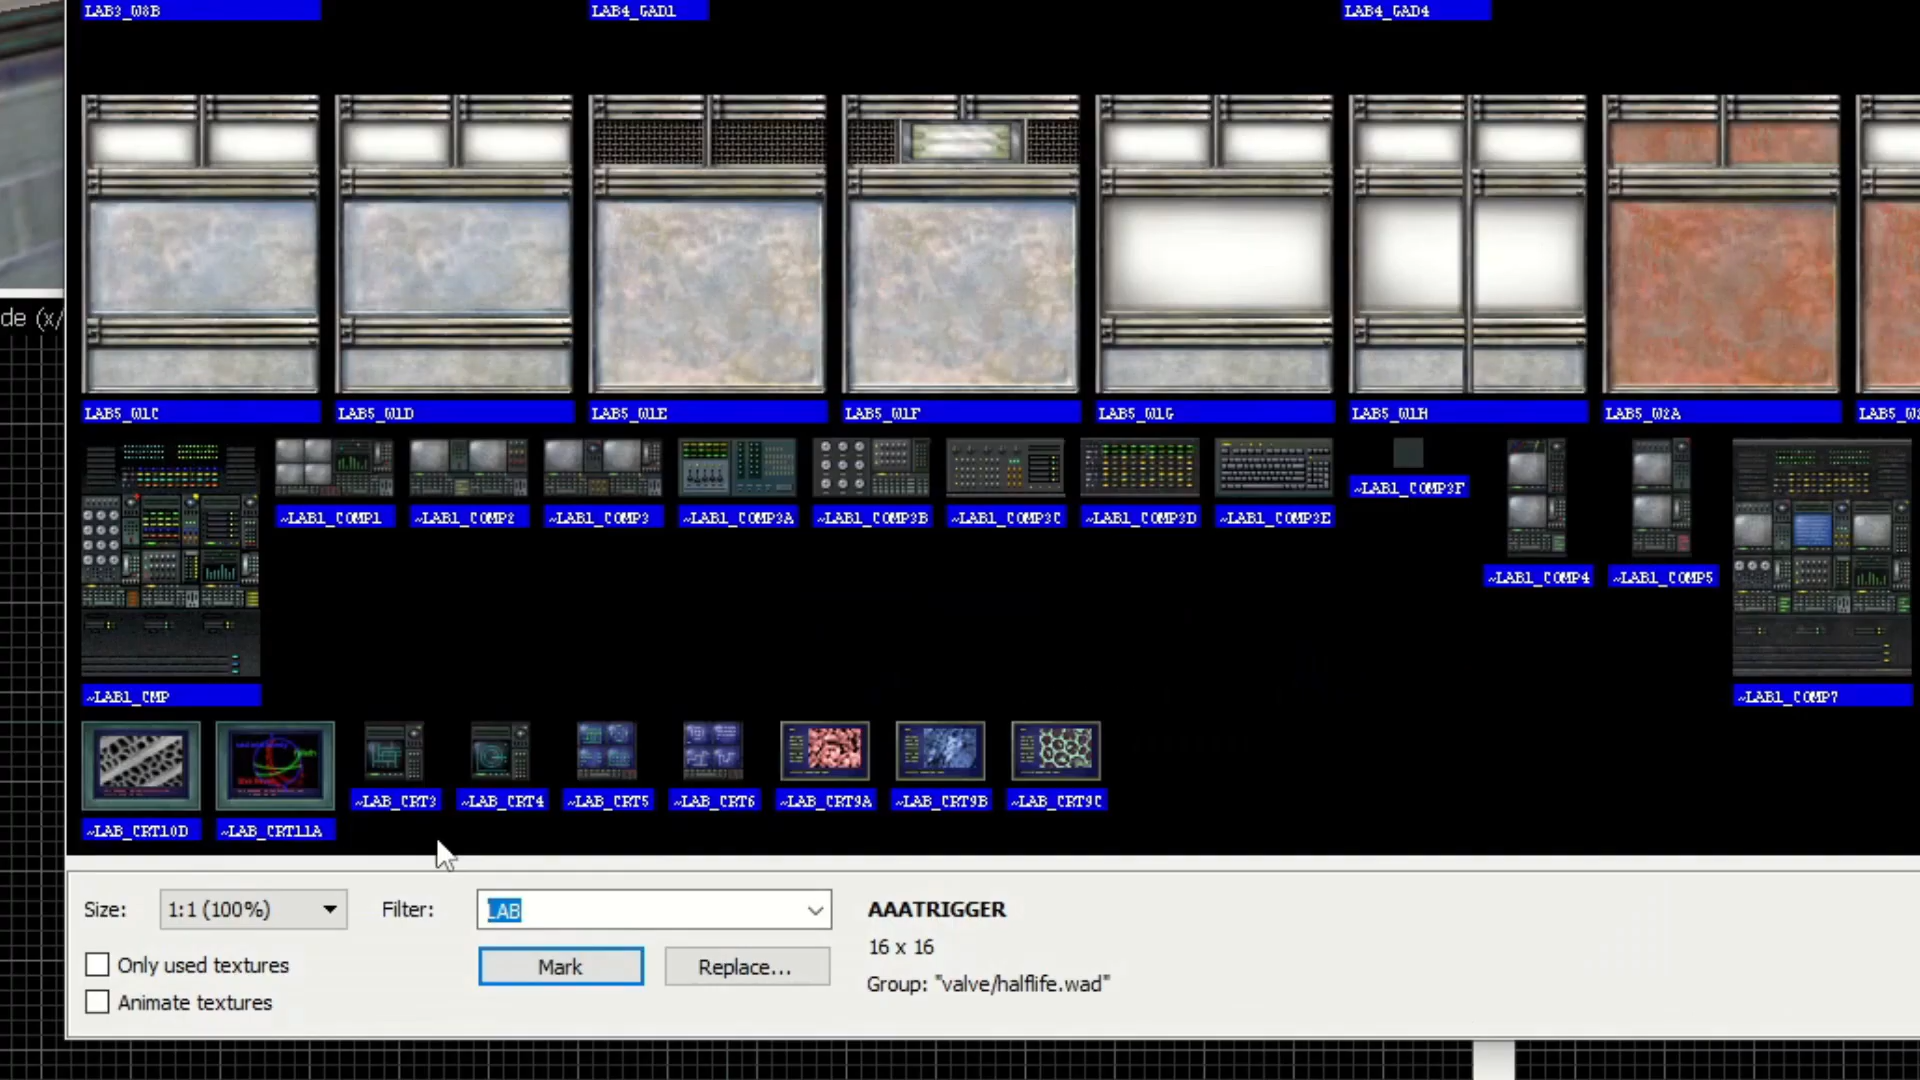 LAB3_W8B LAB4_GAD1 LAB4_GAD4
de (x/
LAB5_W1C LAB5_W1D LAB5_W1E LAB5_W1F LAB5_W1G LAB5_W1H LAB5_W2A LAB5_W
~LAB1_COMP1 ~LAB1_COMP2 ~LAB1_COMP3 ~LAB1_COMP3A ~LAB1_COMP3B ~LAB1_COMP3C ~LAB1_COMP3D ~LAB1_COMP3E ~LAB1_COMP3F
~LAB1_COMP4 ~LAB1_COMP5
~LAB1_CMP ~LAB1_COMP7
~LAB_CRT3 ~LAB_CRT4 ~LAB_CRT5 ~LAB_CRT6 ~LAB_CRT9A ~LAB_CRT9B ~LAB_CRT9C
~LAB_CRT10D ~LAB_CRT11A
Size: 1:1 (100%) Filter: LAB AAATRIGGER
16 x 16
Only used textures Mark Replace...
Group: "valve/halflife.wad"
Animate textures